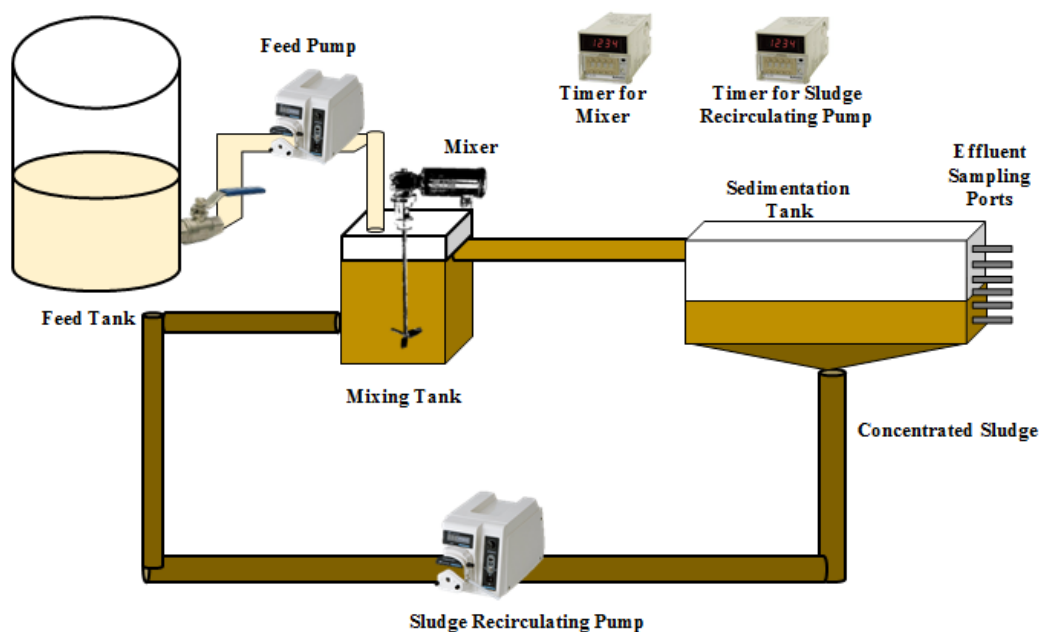 Feed Pump
Timer for
Mixer
Timer for Sludge
Recirculating Pump
1234
1234
Mixer
Effluent
Sampling
Ports
Sedimentation
Tank
Feed Tank
Mixing Tank
Concentrated Sludge
Sludge Recirculating Pump